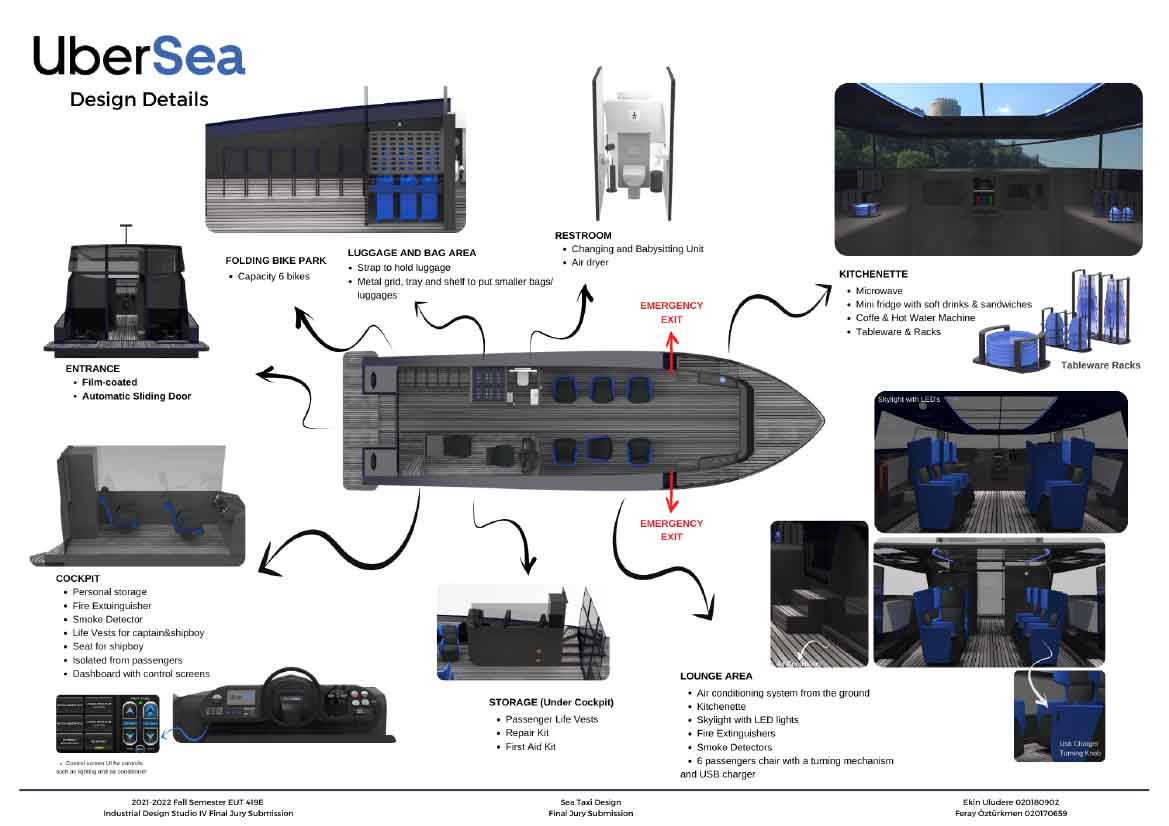 UberSea
Design Details
FOLDING BIKE PARK
• Capacity 6 bikes
LUGGAGE AND BAG AREA
• Strap to hold luggage
• Metal grid, tray and shelf to put smaller bags/
luggages
RESTROOM
• Changing and Babysitting Unit
• Air dryer
KITCHENETTE
• Microwave
• Mini fridge with soft drinks & sandwiches
• Coffe & Hot Water Machine
• Tableware & Racks
Tableware Racks
EMERGENCY
EXIT
ENTRANCE
• Film-coated
• Automatic Sliding Door
Skylight with LED's
EMERGENCY
EXIT
COCKPIT
• Personal storage
• Fire Extuinguisher
• Smoke Detector
• Life Vests for captain&shipboy
• Seat for shipboy
• Isolated from passengers
• Dashboard with control screens
• Control screen UI for controls
such as lighting and air conditioner
STORAGE (Under Cockpit)
• Passenger Life Vests
• Repair Kit
• First Aid Kit
LOUNGE AREA
• Air conditioning system from the ground
• Kitchenette
• Skylight with LED lights
• Fire Extinguishers
• Smoke Detectors
• 6 passengers chair with a turning mechanism
and USB charger
Usb Charger
Turning Knob
2021-2022 Fall Semester EUT 419E
Industrial Design Studio IV Final Jury Submission
Sea Taxi Design
Final Jury Submission
Ekin Uludere 020180902
Feray Öztürkmen 020170659